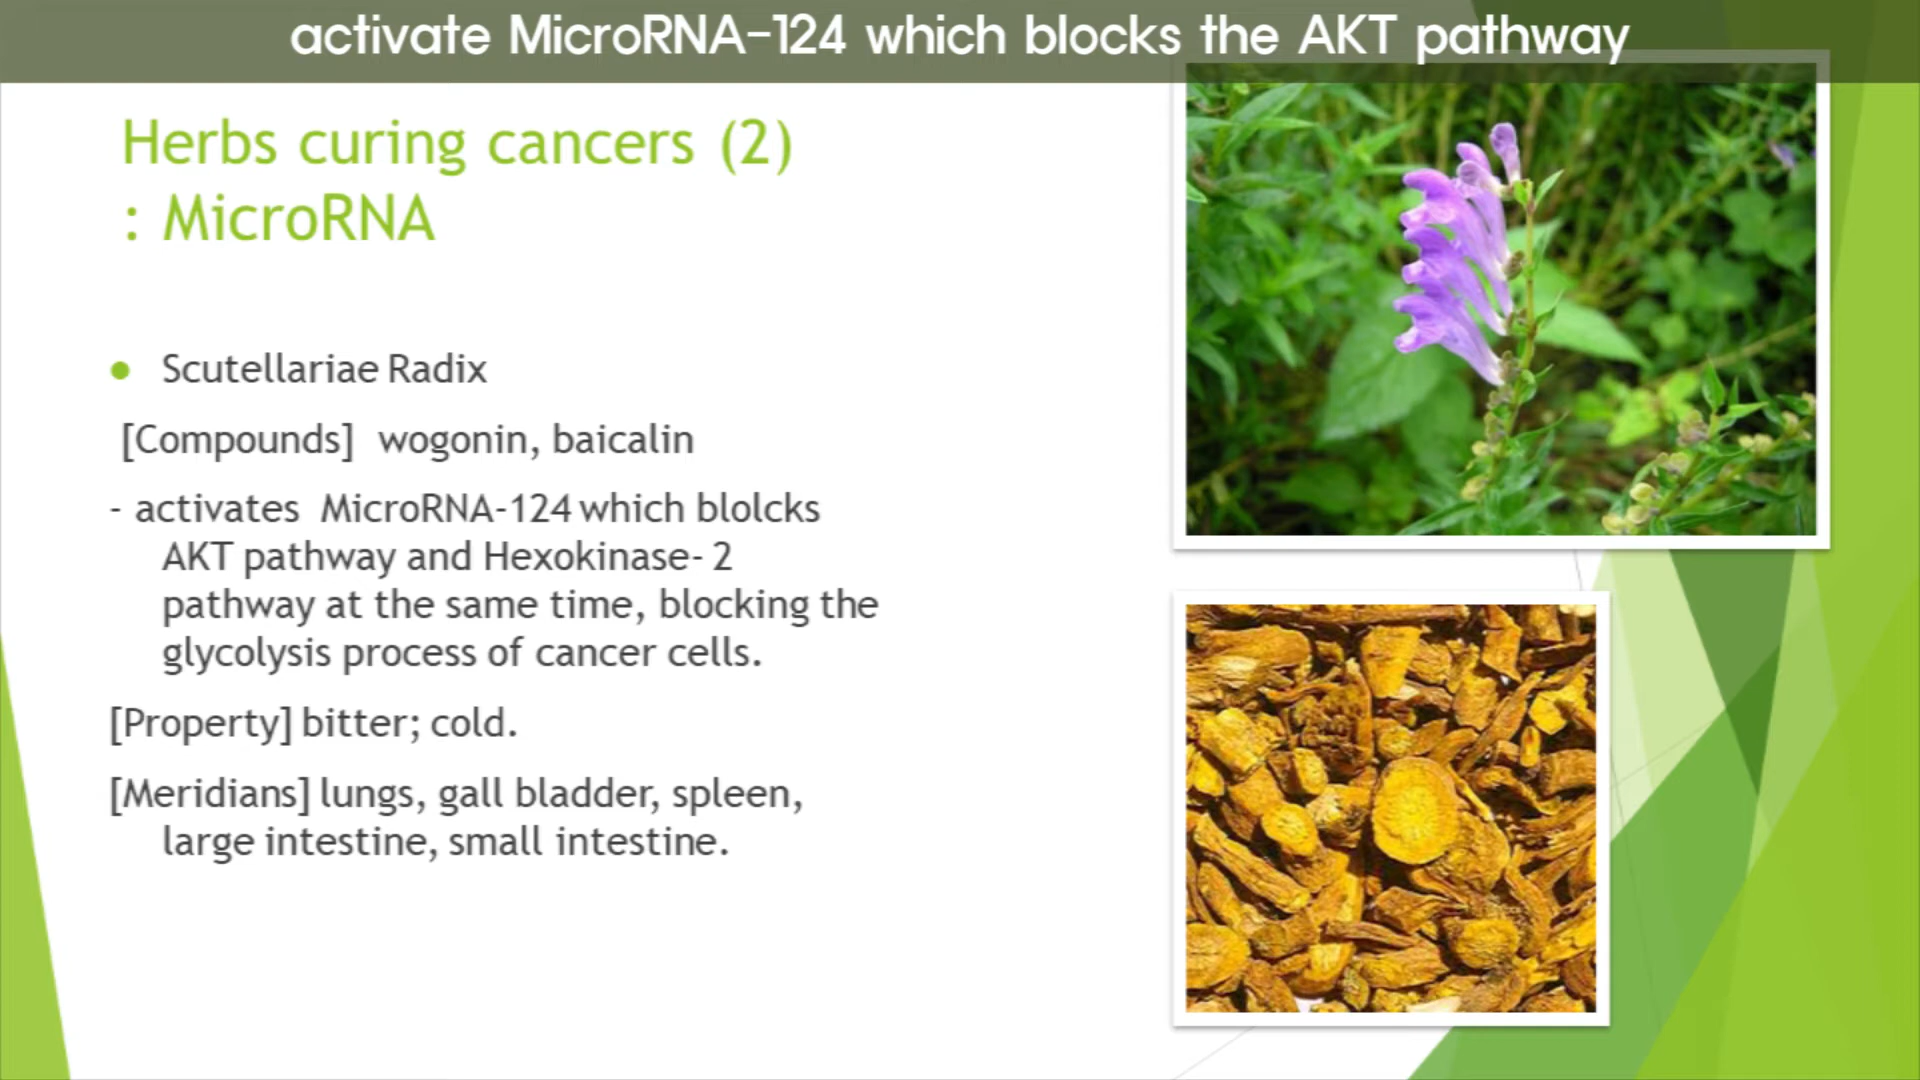 activate MicroRNA-124 which blocks the AKT pathway
Herbs curing cancers (2)
: MicroRNA
Scutellariae Radix
[Compounds] wogonin, baicalin
- activates MicroRNA-124 which blolcks
AKT pathway and Hexokinase- 2
pathway at the same time, blocking the
glycolysis process of cancer cells.
[Property] bitter; cold.
[Meridians] lungs, gall bladder, spleen,
large intestine, small intestine.